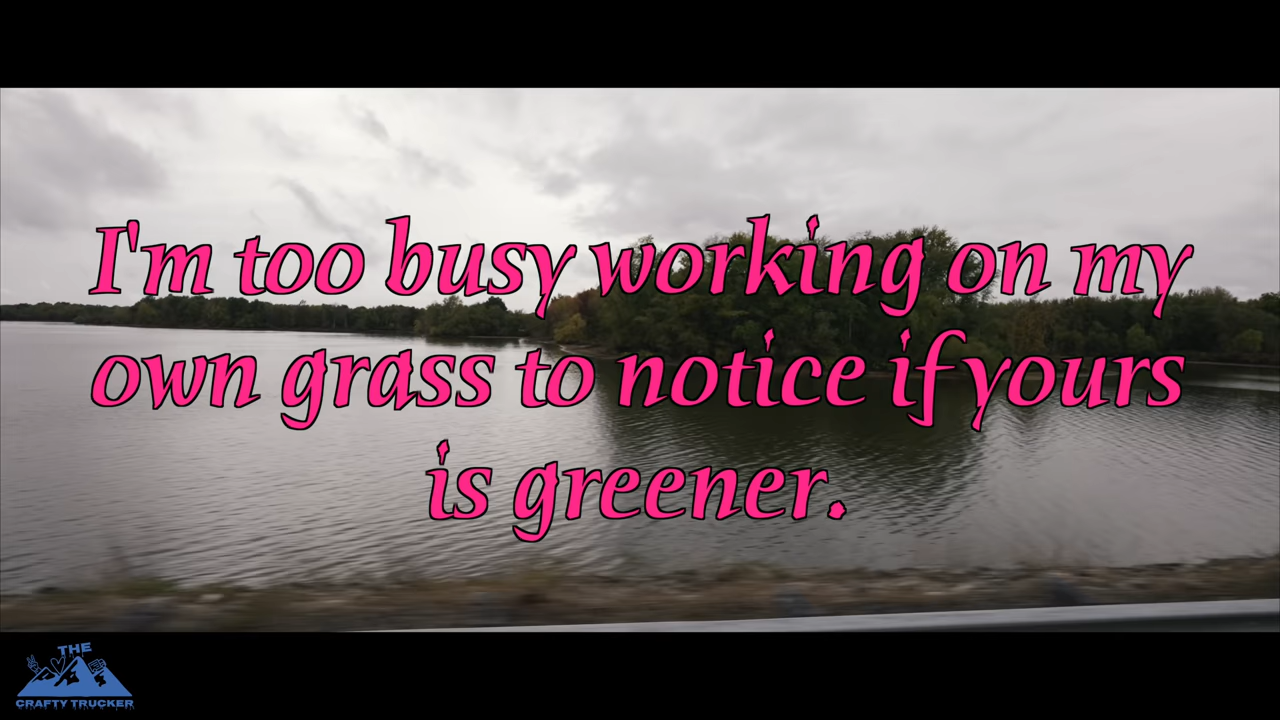 I'm too busy working on my
own grass to notice if yours
is greener.
THE
CRAFTY TRUCKER